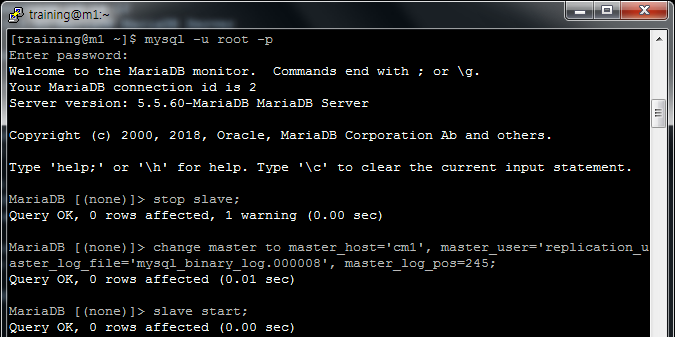 training@m1:~
[training@m1 ~]$ mysql -u root -p
Enter password:
Welcome to the MariaDB monitor.  Commands end with ; or \g.
Your MariaDB connection id is 2
Server version: 5.5.60-MariaDB MariaDB Server
Copyright (c) 2000, 2018, Oracle, MariaDB Corporation Ab and others.
Type 'help;' or '\h' for help. Type '\c' to clear the current input statement.
MariaDB [(none)]> stop slave;
Query OK, 0 rows affected, 1 warning (0.00 sec)
MariaDB [(none)]> change master to master_host='cm1', master_user='replication_u
aster_log_file='mysql_binary_log.000008', master_log_pos=245;
Query OK, 0 rows affected (0.01 sec)
MariaDB [(none)]> slave start;
Query OK, 0 rows affected (0.00 sec)